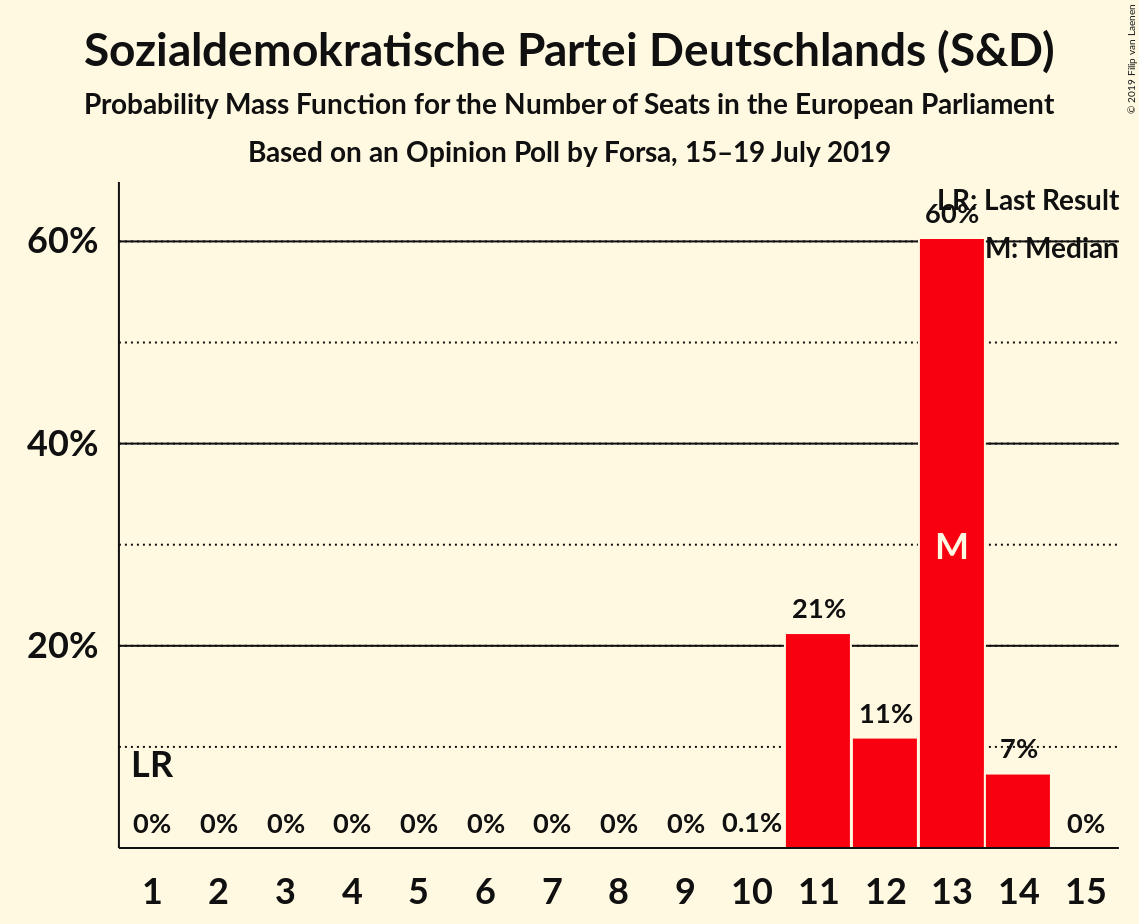 Sozialdemokratische Partei Deutschlands (S&D)
Probability Mass Function for the Number of Seats in the European Parliament
Based on an Opinion Poll by Forsa, 15–19 July 2019
© 2019 Filip van Laenen
LR: Last Result
M: Median
60%
40%
20%
60%
M
21%
11%
7%
LR
0% 0% 0% 0% 0% 0% 0% 0% 0% 0.1% 0%
1 2 3 4 5 6 7 8 9 10 11 12 13 14 15